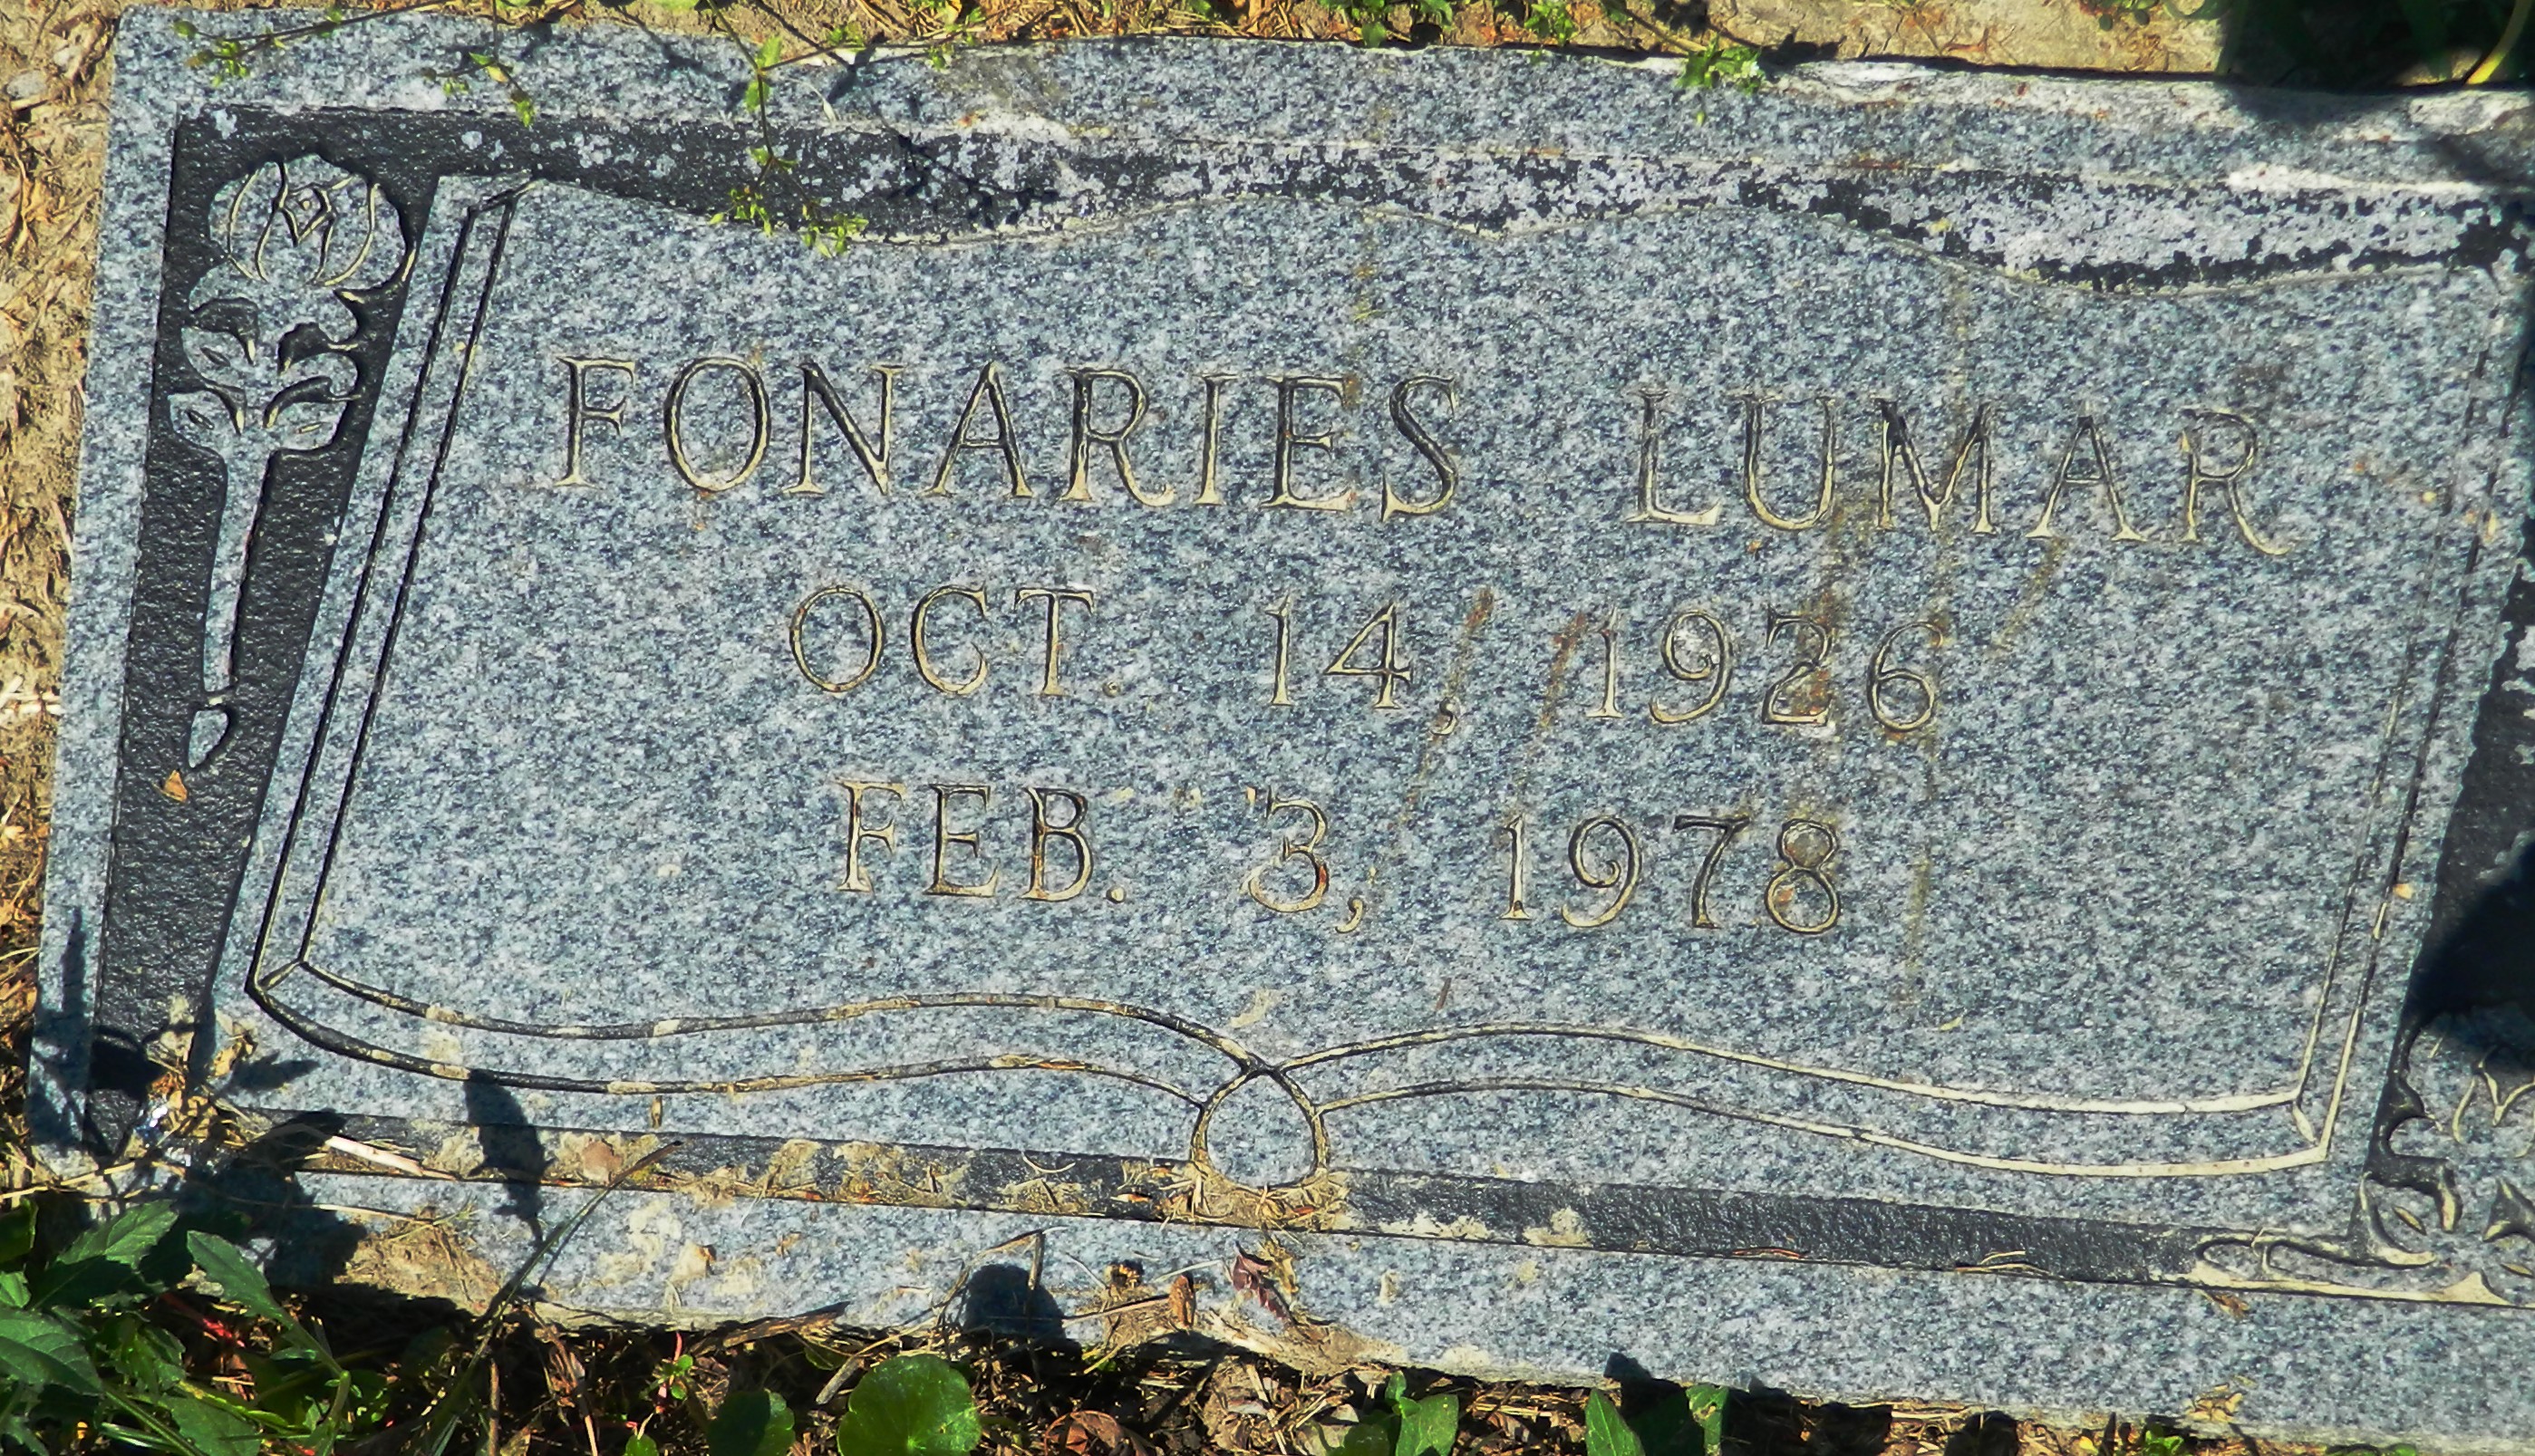 FONARIES LUMAR
OCT. 14, 1926
FEB. 3, 1978